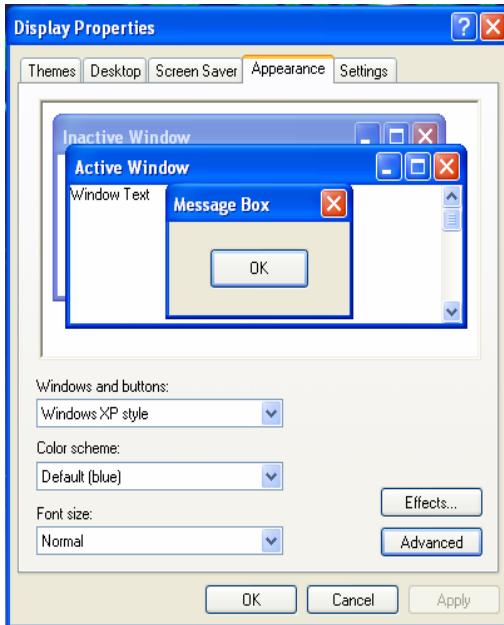 Display Properties
Themes Desktop Screen Saver Appearance Settings
Inactive Window
Active Window
Window Text
Message Box
OK
Windows and buttons:
Windows XP style
Color scheme:
Default (blue)
Effects...
Font size:
Normal
Advanced
OK Cancel Apply